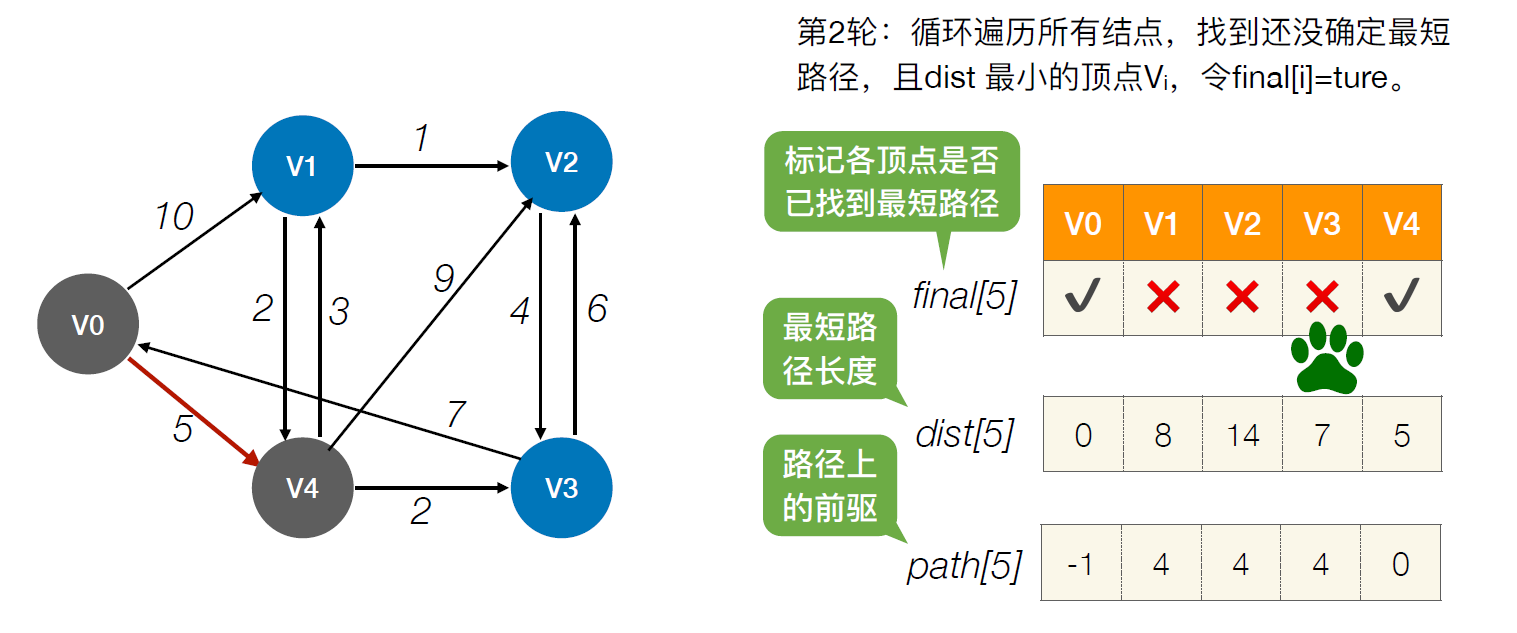 第2轮：循环遍历所有结点，找到还没确定最短
路径，且dist 最小的顶点Vi，令final[i]=ture。
标记各顶点是否
已找到最短路径
V0 V1 V2 V3 V4
final[5] ✓ ✕ ✕ ✕ ✓
最短路
径长度
dist[5] 0 8 14 7 5
路径上
的前驱
path[5] -1 4 4 4 0
V1
1
V2
10
2
3
9
4
6
V0
5
7
V4
2
V3